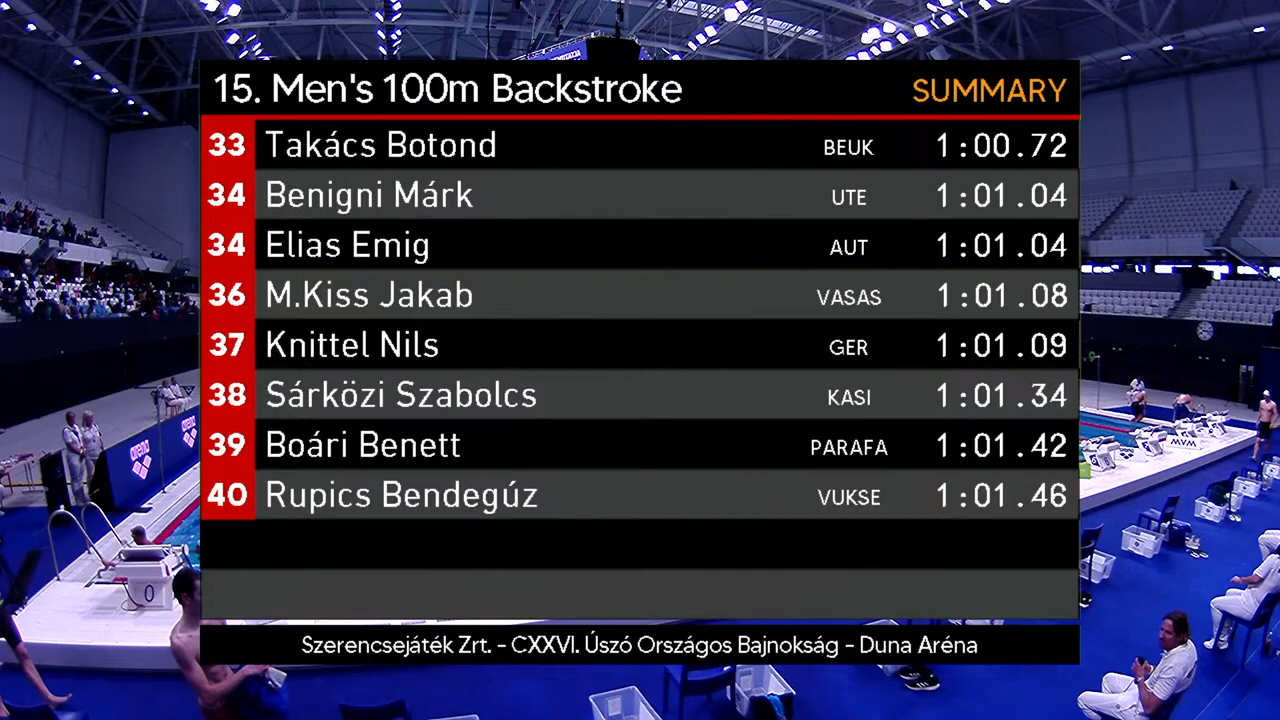 15. Men's 100m Backstroke SUMMARY
33 Takács Botond BEUK 1:00.72
34 Benigni Márk UTE 1:01.04
34 Elias Emig AUT 1:01.04
36 M.Kiss Jakab VASAS 1:01.08
37 Knittel Nils GER 1:01.09
38 Sárközi Szabolcs KASI 1:01.34
39 Boári Benett PARAFA 1:01.42
40 Rupics Bendegúz VUKSE 1:01.46
Szerencsejáték Zrt. - CXXVI. Úszó Országos Bajnokság - Duna Aréna
arena
arena
0